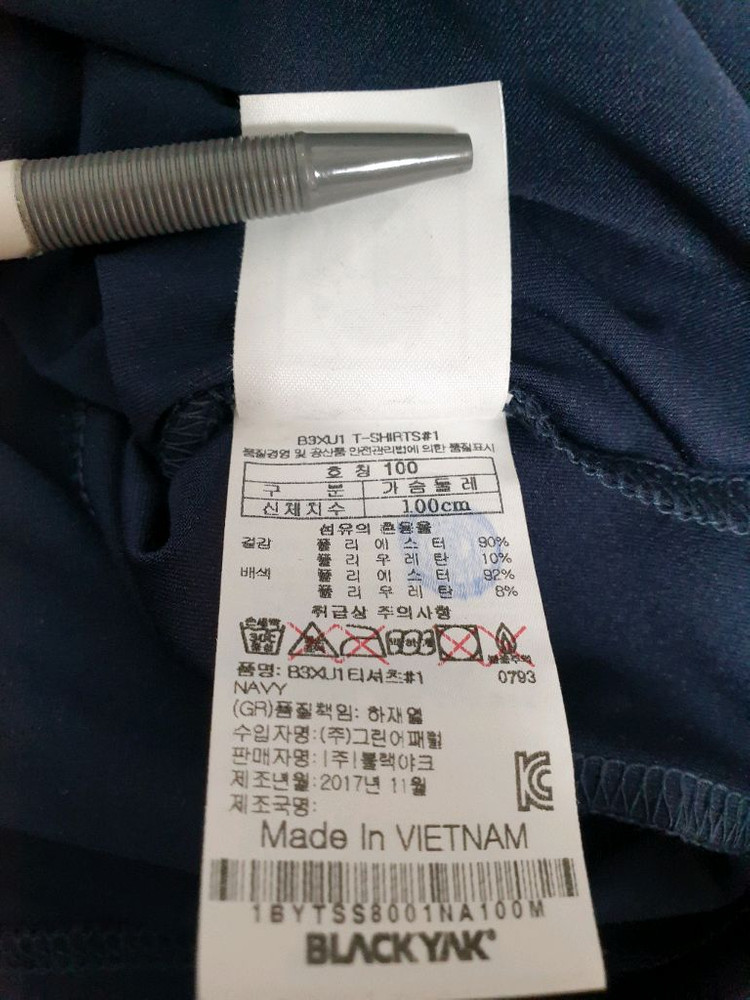 B3XU1 T-SHIRTS#1
품질경영 및 공산품 안전관리법에 의한 품질표시
호 칭 100
구 분 가슴둘레
신체치수 100cm
섬유의 혼용율
겉감 폴리에스터 90%
폴리우레탄 10%
배색 폴리에스터 92%
폴리우레탄 8%
취급상 주의사항
손세탁
30℃
중성
품명: B3XU1티셔츠#1 0793
NAVY
(GR)품질책임: 하재열
수입자명:(주)그린어패럴
판매자명:(주)블랙야크
제조년월:2017년 11월
제조국명:
Made In VIETNAM
1BYTSS8001NA100M
BLACKYAK®